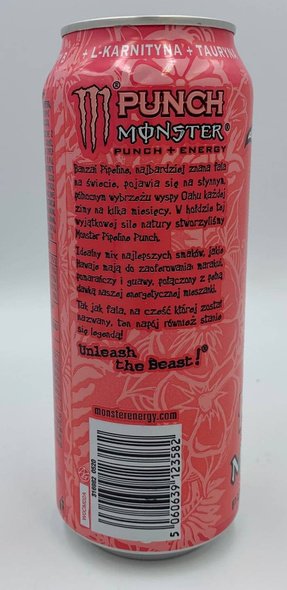 + L-KARNITYNA + TAURYNA
PUNCH
MONSTER®
PUNCH + ENERGY
Banzai Pipeline, najbardziej znana fala
na świecie, pojawia się na słynnym,
północnym wybrzeżu wyspy Oahu każdej
zimy na kilka miesięcy. W hołdzie tej
wyjątkowej sile natury stworzyliśmy
Monster Pipeline Punch.
Idealny mix najlepszych smaków, jakie
Hawaje mają do zaoferowania: marakui,
pomarańczy i guawy, połączony z pełną
dawką naszej energetycznej mieszanki.
Tak jak fala, na cześć której został
nazwany, ten napój również stanie
się legendą!
Unleash
the Beast!®
monsterenergy.com
5 060639 123582